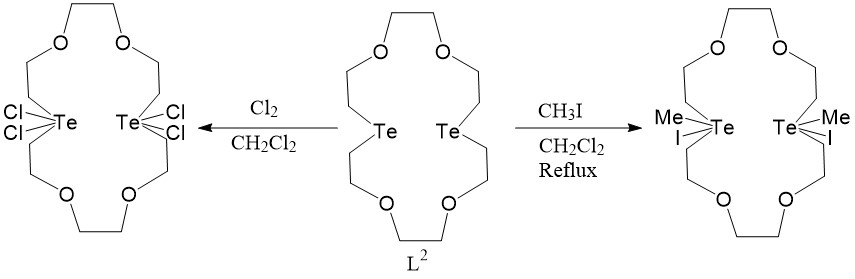 O O
O O
O O
Cl Cl Te Te Cl Cl
Cl2
CH2Cl2
Te Te
CH3I
CH2Cl2
Reflux
Me I Te Te Me I
O O
O O
O O
L2